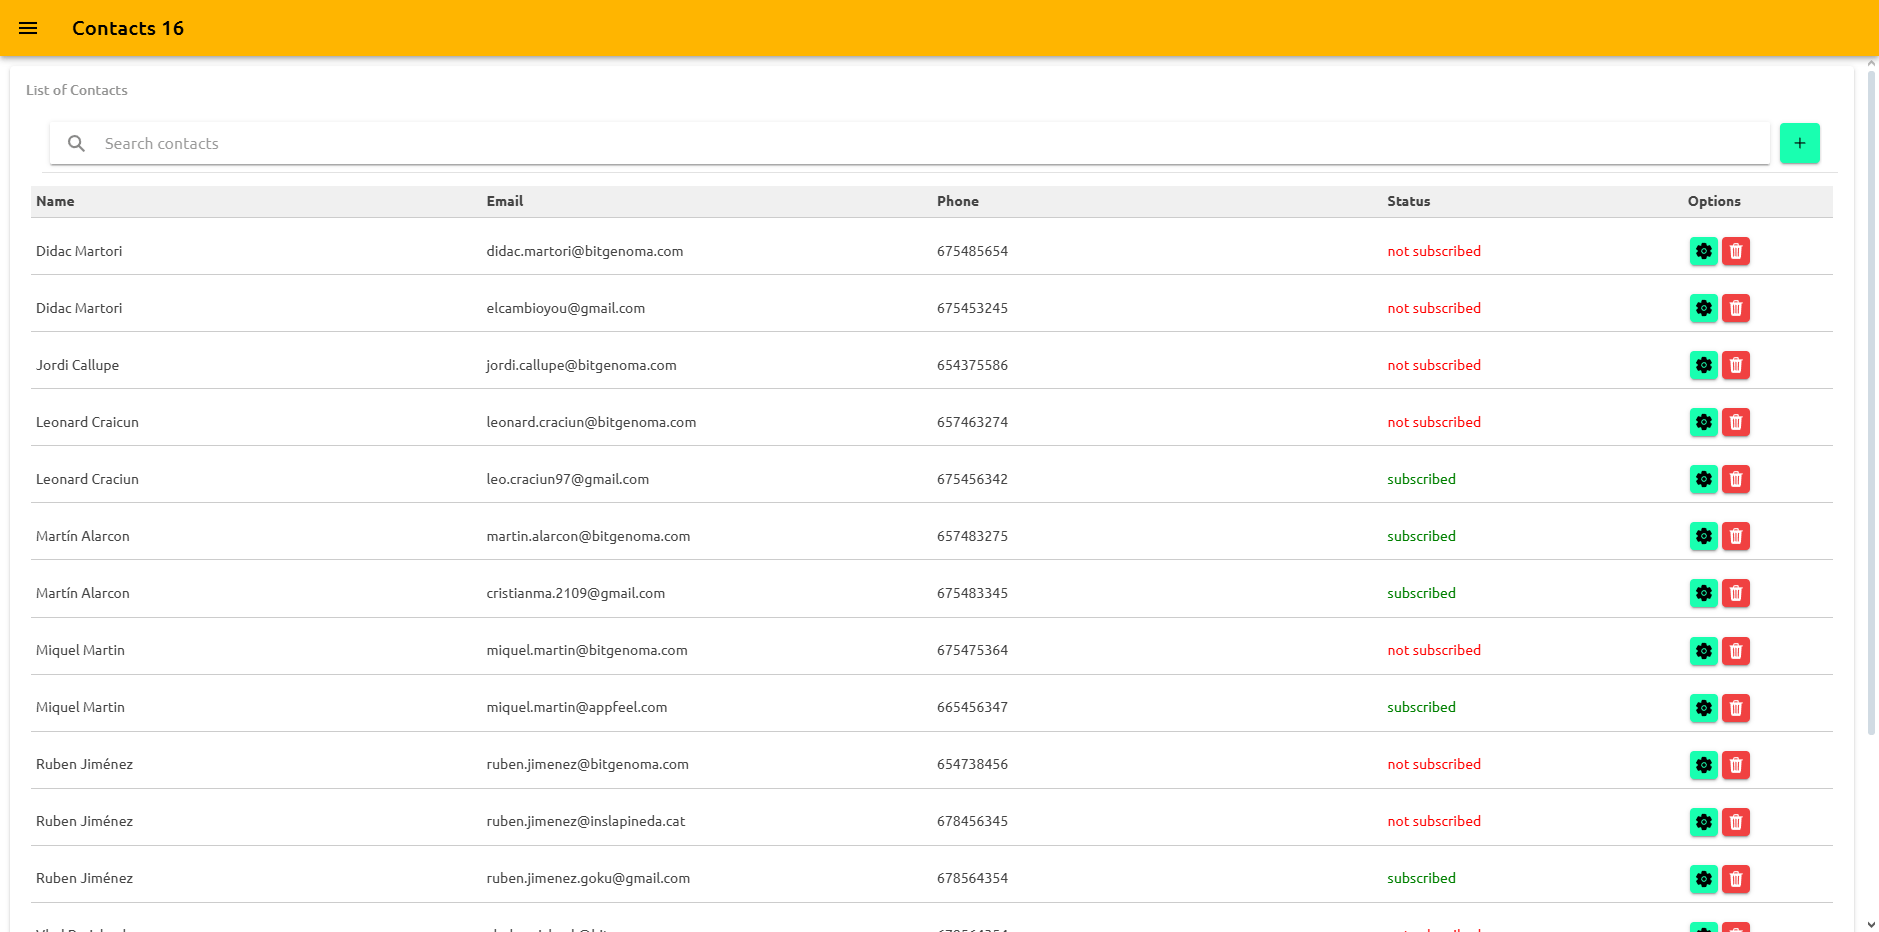 Contacts 16
List of Contacts
Search contacts
+
Name Email Phone Status Options
Didac Martori didac.martori@bitgenoma.com 675485654 not subscribed
Didac Martori elcambioyou@gmail.com 675453245 not subscribed
Jordi Callupe jordi.callupe@bitgenoma.com 654375586 not subscribed
Leonard Craicun leonard.craciun@bitgenoma.com 657463274 not subscribed
Leonard Craciun leo.craciun97@gmail.com 675456342 subscribed
Martín Alarcon martin.alarcon@bitgenoma.com 657483275 subscribed
Martín Alarcon cristianma.2109@gmail.com 675483345 subscribed
Miquel Martin miquel.martin@bitgenoma.com 675475364 not subscribed
Miquel Martin miquel.martin@appfeel.com 665456347 subscribed
Ruben Jiménez ruben.jimenez@bitgenoma.com 654738456 not subscribed
Ruben Jiménez ruben.jimenez@inslapineda.cat 678456345 not subscribed
Ruben Jiménez ruben.jimenez.goku@gmail.com 678564354 subscribed